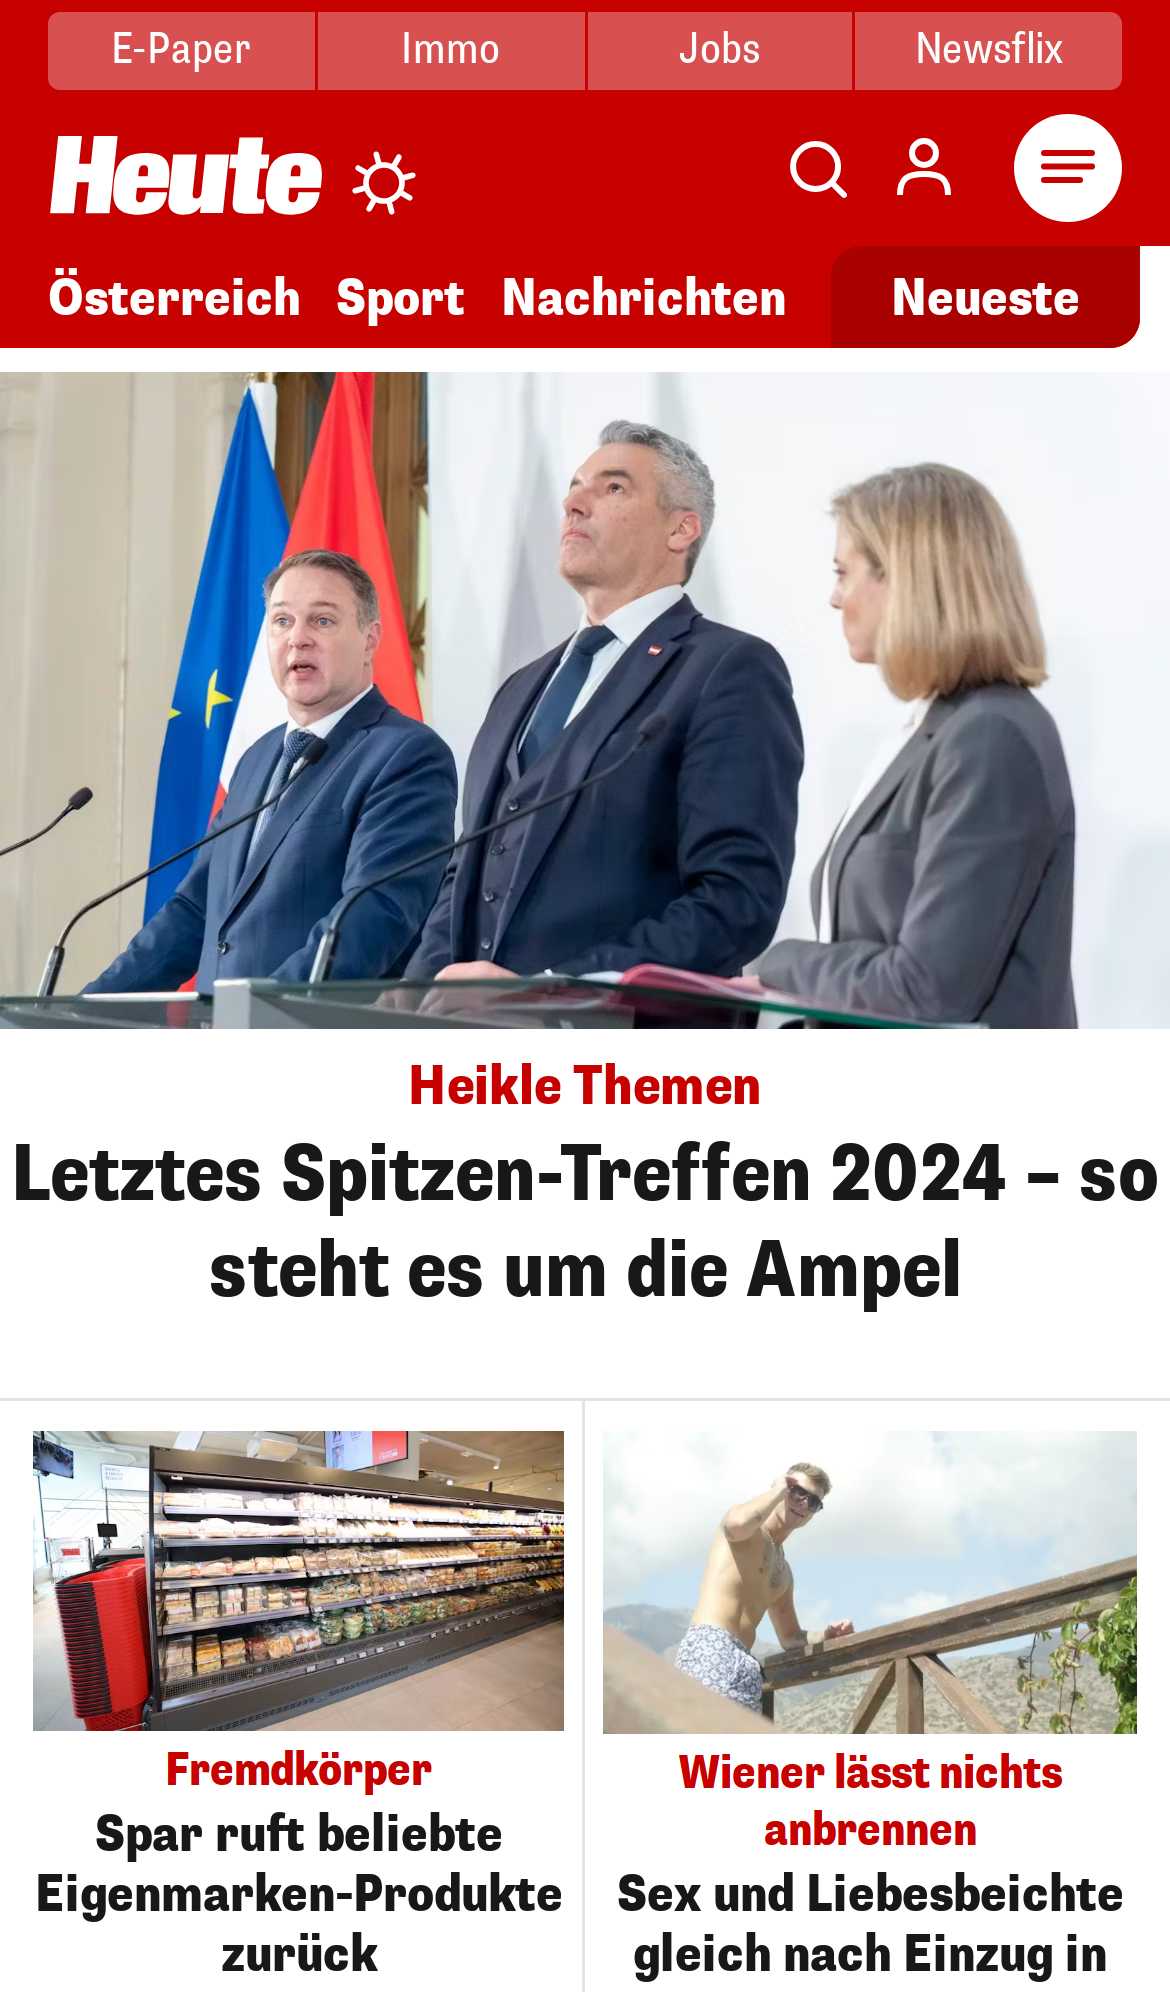 E-Paper Immo Jobs Newsflix
Heute
Österreich Sport Nachrichten Neueste
Heikle Themen
Letztes Spitzen-Treffen 2024 – so
steht es um die Ampel
Fremdkörper
Spar ruft beliebte
Eigenmarken-Produkte
zurück
Wiener lässt nichts
anbrennen
Sex und Liebesbeichte
gleich nach Einzug in